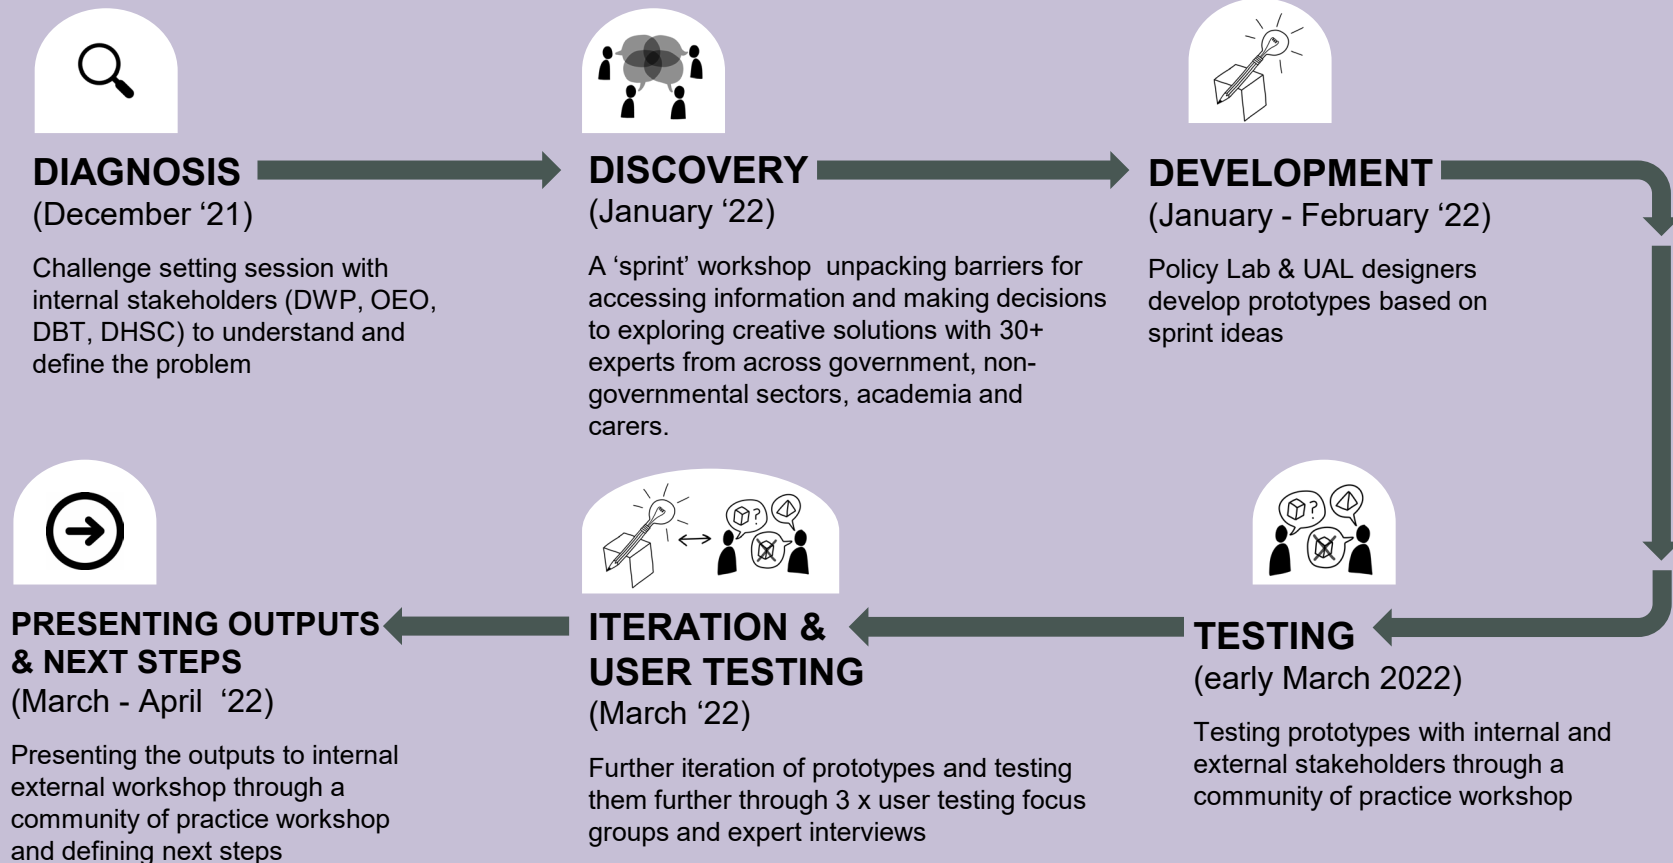 DIAGNOSIS
(December ‘21)
Challenge setting session with
internal stakeholders (DWP, OEO,
DBT, DHSC) to understand and
define the problem
DISCOVERY
(January ‘22)
A ‘sprint’ workshop  unpacking barriers for
accessing information and making decisions
to exploring creative solutions with 30+
experts from across government, non-
governmental sectors, academia and
carers.
DEVELOPMENT
(January - February ‘22)
Policy Lab & UAL designers
develop prototypes based on
sprint ideas
?
TESTING
(early March 2022)
Testing prototypes with internal and
external stakeholders through a
community of practice workshop
?
ITERATION &
USER TESTING
(March ‘22)
Further iteration of prototypes and testing
them further through 3 x user testing focus
groups and expert interviews
PRESENTING OUTPUTS
& NEXT STEPS
(March - April  ‘22)
Presenting the outputs to internal
external workshop through a
community of practice workshop
and defining next steps